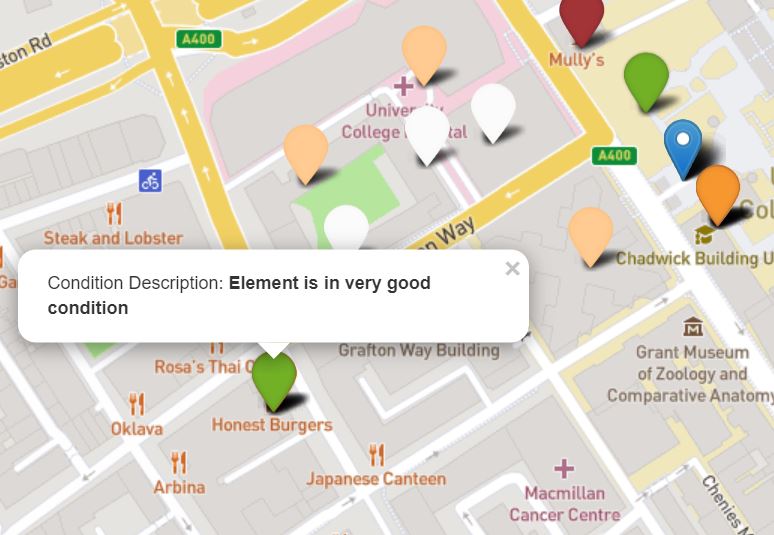 ston Rd
A400
Mully's
University
College Hospital
A400
Steak and Lobster
Chadwick Building U
Ga
on Way
Condition Description: Element is in very good
condition
×
Rosa's Thai C
Grafton Way Building
Grant Museum
of Zoology and
Comparative Anatomy
Oklava
Honest Burgers
Arbina
Japanese Canteen
Macmillan
Cancer Centre
Chenies M